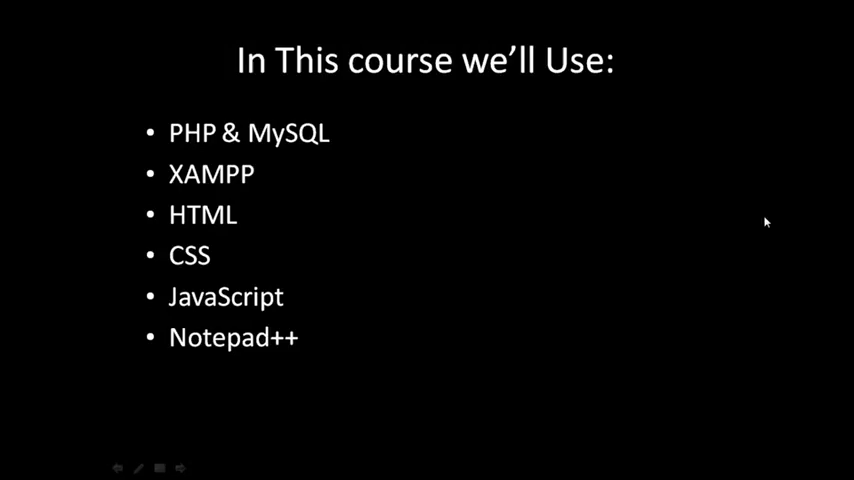 In This course we’ll Use:
• PHP & MySQL
• XAMPP
• HTML
• CSS
• JavaScript
• Notepad++